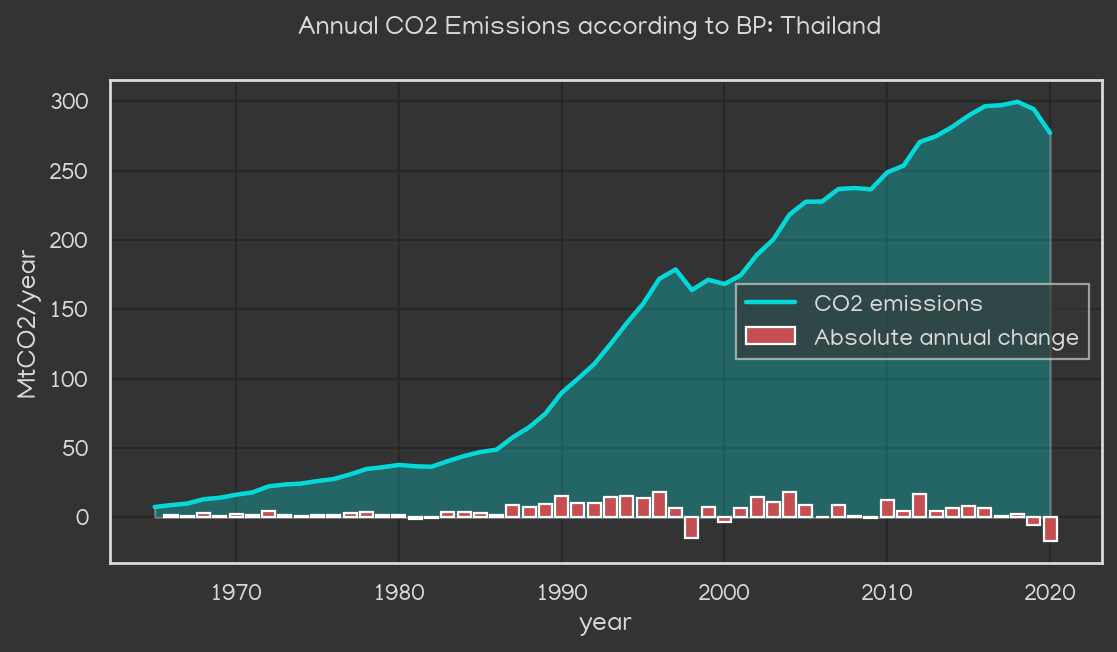 Annual CO2 Emissions according to BP: Thailand
300
250
200
150
100
50
0
MtCO2/year
CO2 emissions
Absolute annual change
1970 1980 1990 2000 2010 2020
year